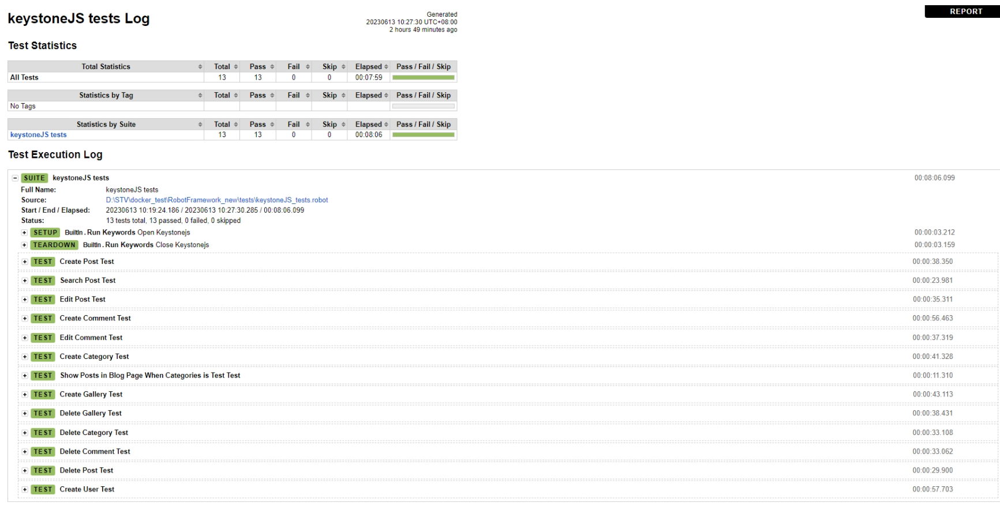 REPORT
keystoneJS tests Log
Generated
20230613 10:27:30 UTC+08:00
2 hours 49 minutes ago
Test Statistics
Total Statistics Total Pass Fail Skip Elapsed Pass / Fail / Skip
All Tests 13 13 0 0 00:07:59
Statistics by Tag Total Pass Fail Skip Elapsed Pass / Fail / Skip
No Tags
Statistics by Suite Total Pass Fail Skip Elapsed Pass / Fail / Skip
keystoneJS tests 13 13 0 0 00:08:06
Test Execution Log
SUITE keystoneJS tests 00:08:06.099
Full Name: keystoneJS tests
Source: D:\STV\docker_test\RobotFramework_new\tests\keystoneJS_tests.robot
Start / End / Elapsed: 20230613 10:19:24.186 / 20230613 10:27:30.285 / 00:08:06.099
Status: 13 tests total, 13 passed, 0 failed, 0 skipped
SETUP BuiltIn . Run Keywords Open Keystonejs 00:00:03.212
TEARDOWN BuiltIn . Run Keywords Close Keystonejs 00:00:03.159
TEST Create Post Test 00:00:38.350
TEST Search Post Test 00:00:23.981
TEST Edit Post Test 00:00:35.311
TEST Create Comment Test 00:00:56.463
TEST Edit Comment Test 00:00:37.319
TEST Create Category Test 00:00:41.328
TEST Show Posts in Blog Page When Categories is Test Test 00:00:11.310
TEST Create Gallery Test 00:00:43.113
TEST Delete Gallery Test 00:00:38.431
TEST Delete Category Test 00:00:33.108
TEST Delete Comment Test 00:00:33.062
TEST Delete Post Test 00:00:29.900
TEST Create User Test 00:00:57.703